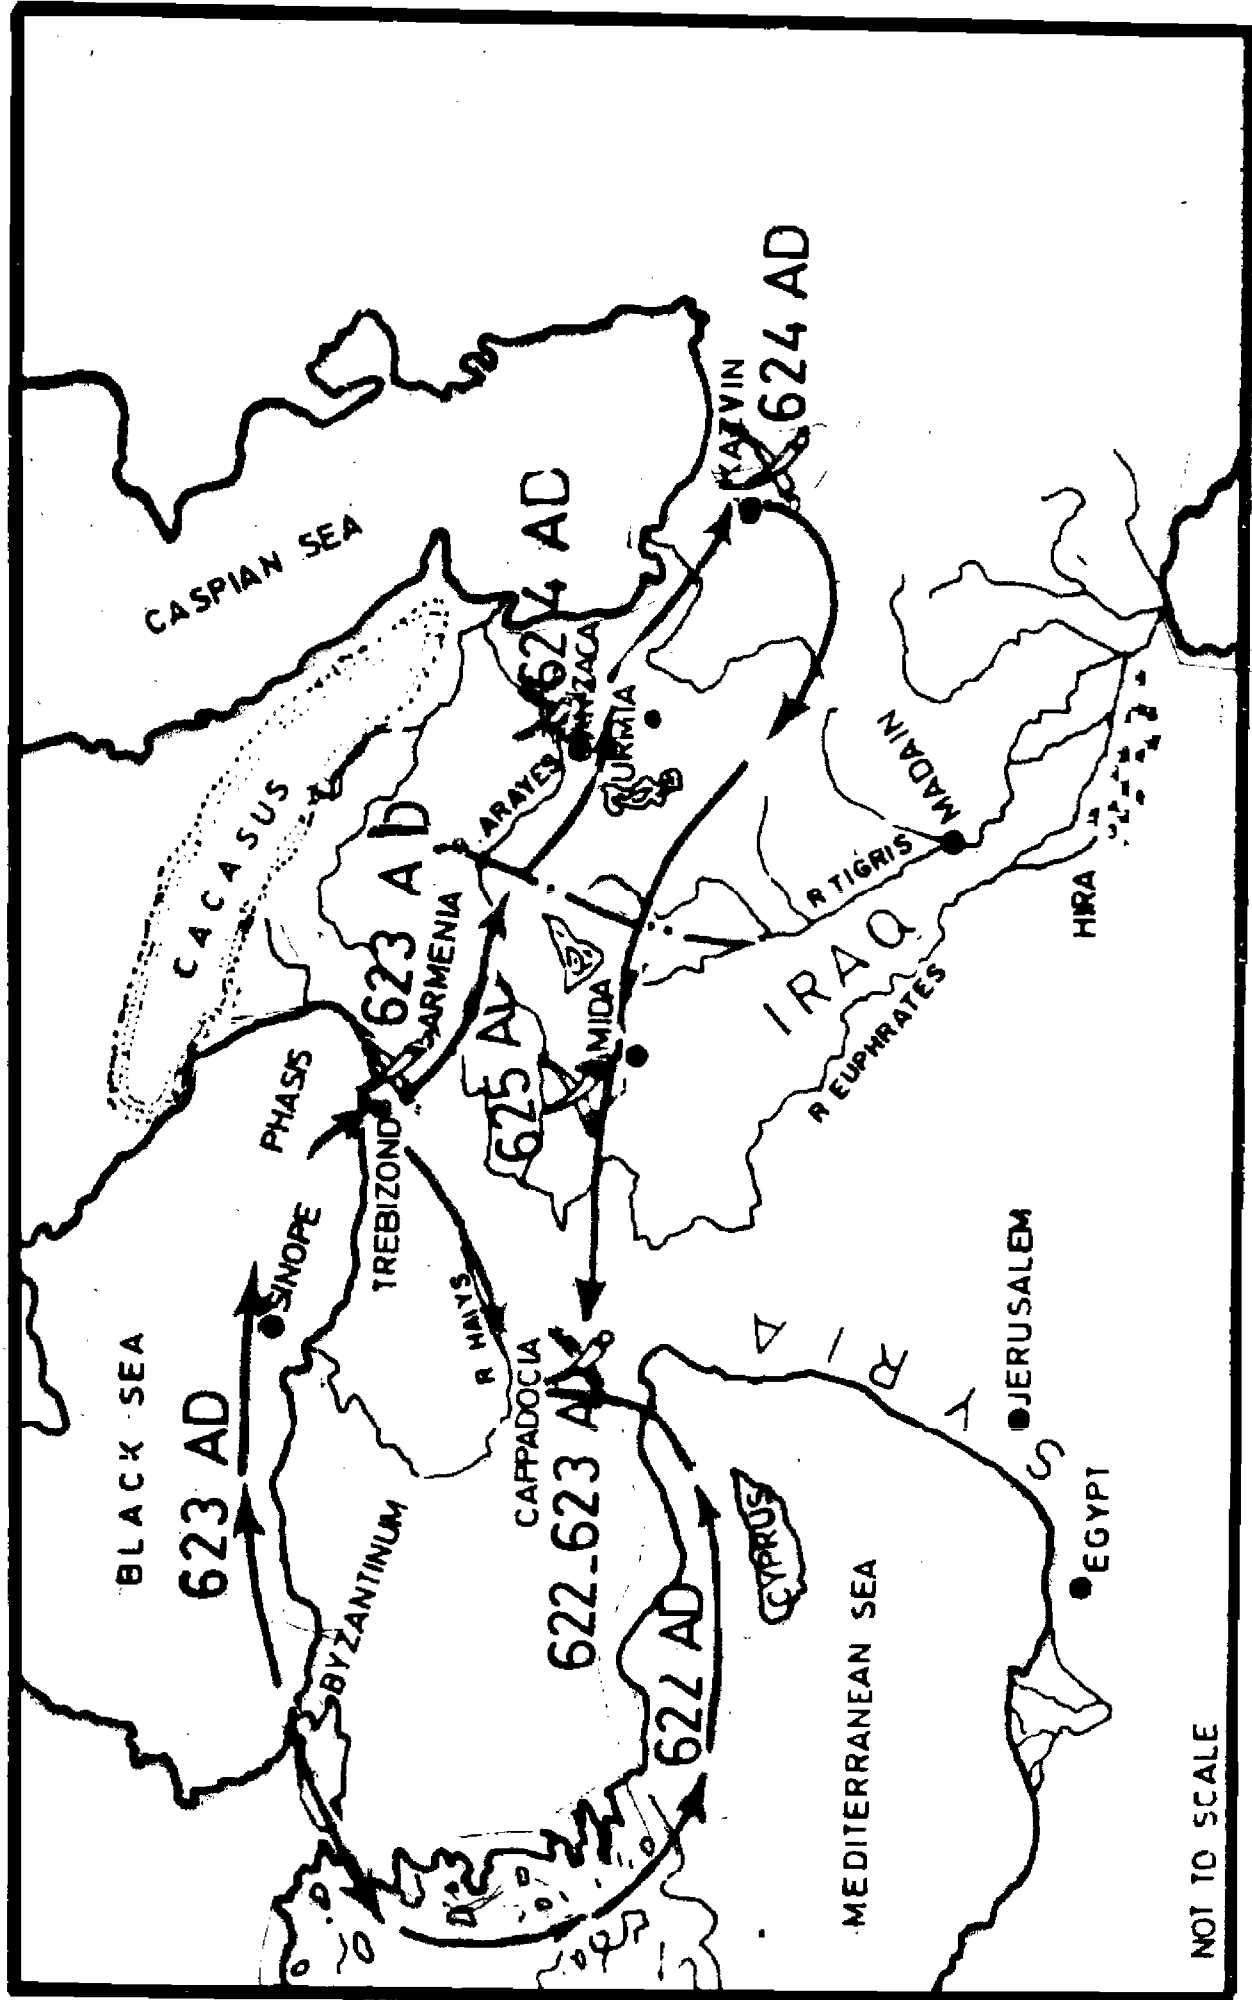 BLACK SEA
623 AD
CASPIAN SEA
CACASUS
PHASIS
SINOPE
BYZANTINUM
TREBIZOND
623 AD
ARMENIA
ARAYES
624 AD
R HAIYS
625 AD
URMIA
KAZVIN
624 AD
CAPPADOCIA
622-623 AD
AMIDA
622 AD
CYPRUS
R TIGRIS
MADAIN
IRAQ
R EUPHRATES
HIRA
SYRIA
JERUSALEM
EGYPT
MEDITERRANEAN SEA
NOT TO SCALE